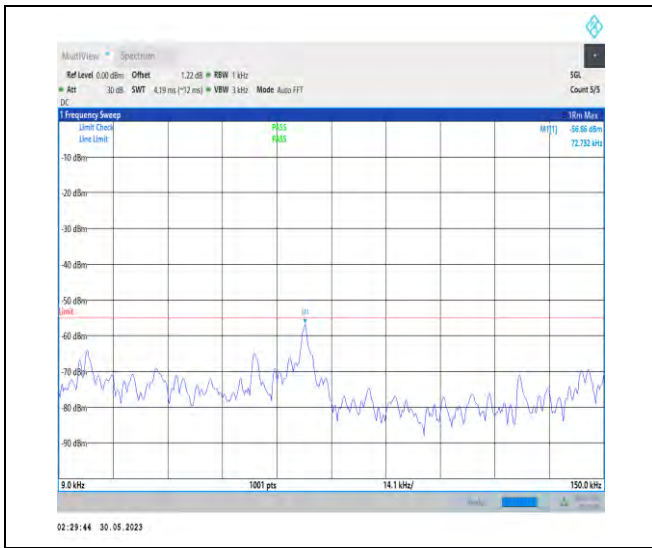 MultiView Spectrum
Ref Level 0.00 dBm Offset 1.22 dB RBW 1 kHz SGL
Att 30 dB SWT 4.19 ms (~12 ms) VBW 3 kHz Mode Auto FFT Count 5/5
DC
1 Frequency Sweep 1Rm Max
Limit Check PASS M1[1] -56.86 dBm
Line Limit PASS 72.732 kHz
-10 dBm
-20 dBm
-30 dBm
-40 dBm
-50 dBm
Limit
M1
-60 dBm
-70 dBm
-80 dBm
-90 dBm
9.0 kHz 1001 pts 14.1 kHz/ 150.0 kHz
Ready
02:29:44 30.05.2023